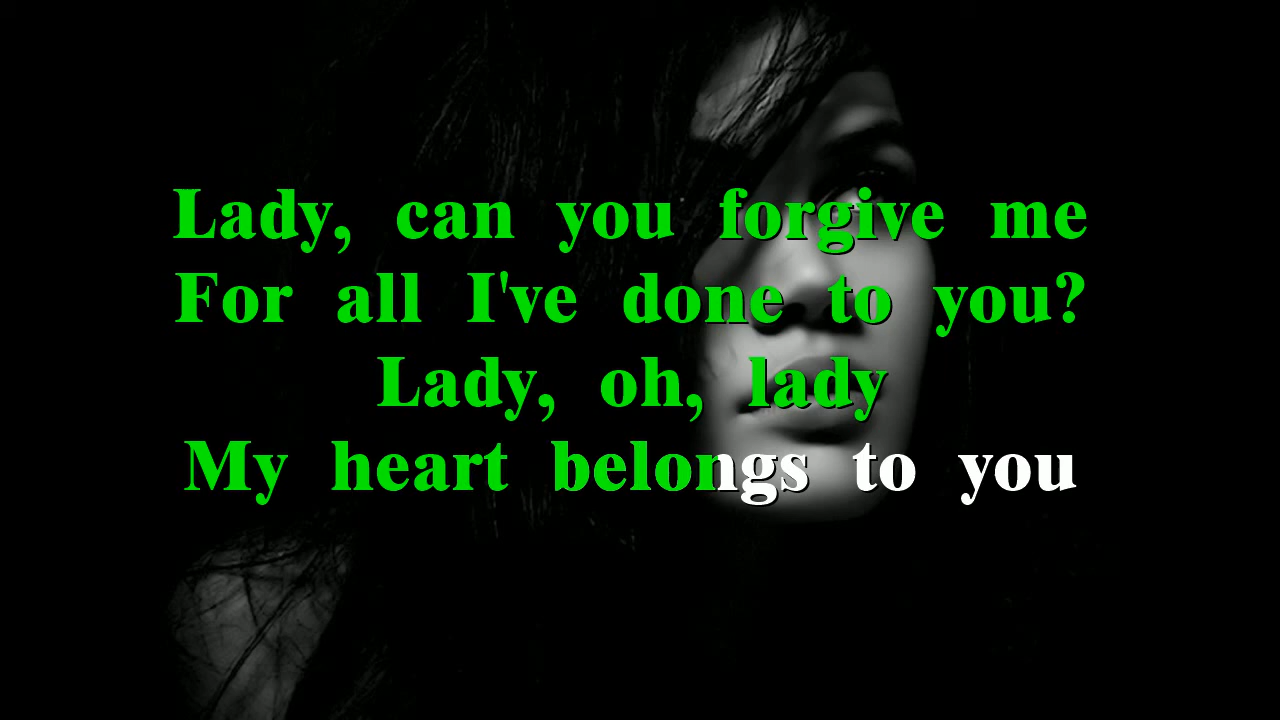 Lady, can you forgive me
For all I've done to you?
Lady, oh, lady
My heart belongs to you